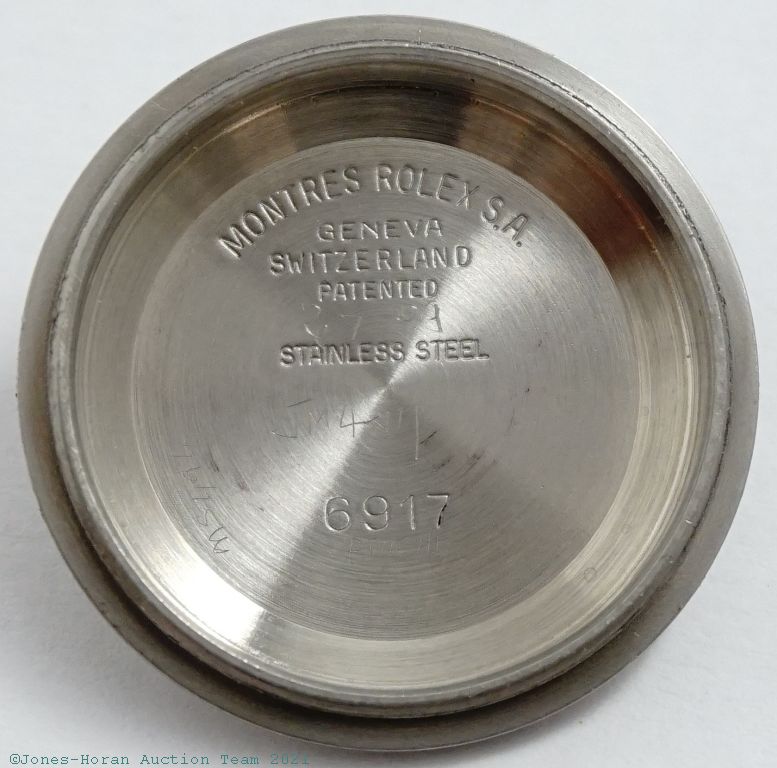 MONTRES ROLEX S.A.
GENEVA
SWITZERLAND
PATENTED
STAINLESS STEEL
6917
©Jones-Horan Auction Team 2021